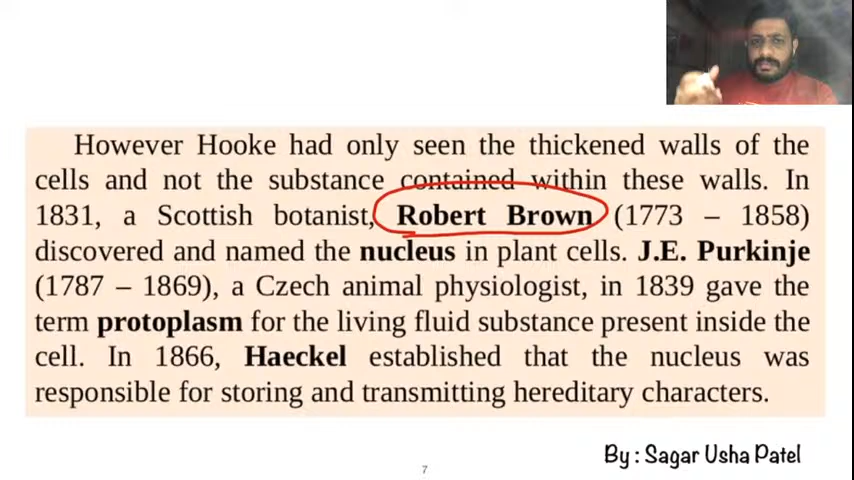 However Hooke had only seen the thickened walls of the
cells and not the substance contained within these walls. In
1831, a Scottish botanist, Robert Brown (1773 – 1858)
discovered and named the nucleus in plant cells. J.E. Purkinje
(1787 – 1869), a Czech animal physiologist, in 1839 gave the
term protoplasm for the living fluid substance present inside the
cell. In 1866, Haeckel established that the nucleus was
responsible for storing and transmitting hereditary characters.
By : Sagar Usha Patel
7